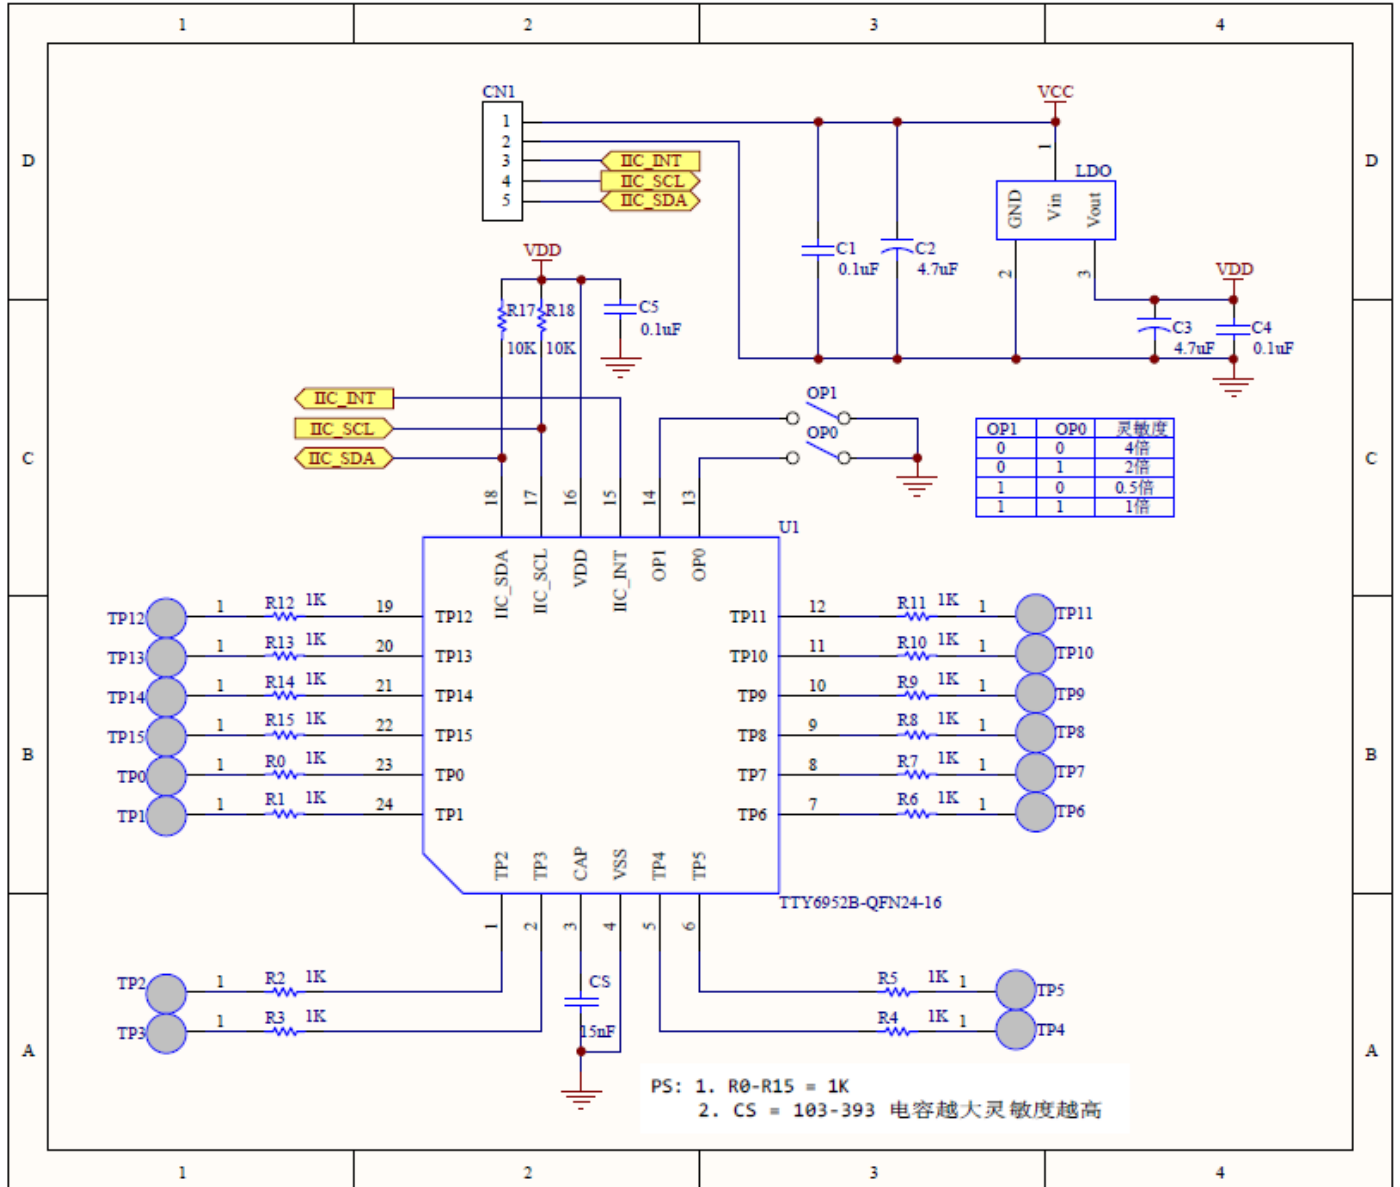 1 2 3 4
D D
C C
B B
A A
1 2 3 4
CN1
1
2
3 IIC_INT
4 IIC_SCL
5 IIC_SDA
VCC
1
LDO
GND Vin Vout
2 3
C1
0.1uF
C2
4.7uF
VDD
C3
4.7uF
C4
0.1uF
VDD
R17
10K
R18
10K
C5
0.1uF
IIC_INT
IIC_SCL
IIC_SDA
OP1
OP0
OP1 OP0 灵敏度
0 0 4倍
0 1 2倍
1 0 0.5倍
1 1 1倍
18 17 16 15 14 13
U1
IIC_SDA IIC_SCL VDD IIC_INT OP1 OP0
TP12 1 R12 1K 19 TP12
TP13 1 R13 1K 20 TP13
TP14 1 R14 1K 21 TP14
TP15 1 R15 1K 22 TP15
TP0 1 R0 1K 23 TP0
TP1 1 R1 1K 24 TP1
TP11 12 R11 1K 1 TP11
TP10 11 R10 1K 1 TP10
TP9 10 R9 1K 1 TP9
TP8 9 R8 1K 1 TP8
TP7 8 R7 1K 1 TP7
TP6 7 R6 1K 1 TP6
TP2 TP3 CAP VSS TP4 TP5
TTY6952B-QFN24-16
1 2 3 4 5 6
TP2 1 R2 1K
TP3 1 R3 1K
CS
15nF
R5 1K 1 TP5
R4 1K 1 TP4
PS: 1. R0-R15 = 1K
2. CS = 103-393 电容越大灵敏度越高